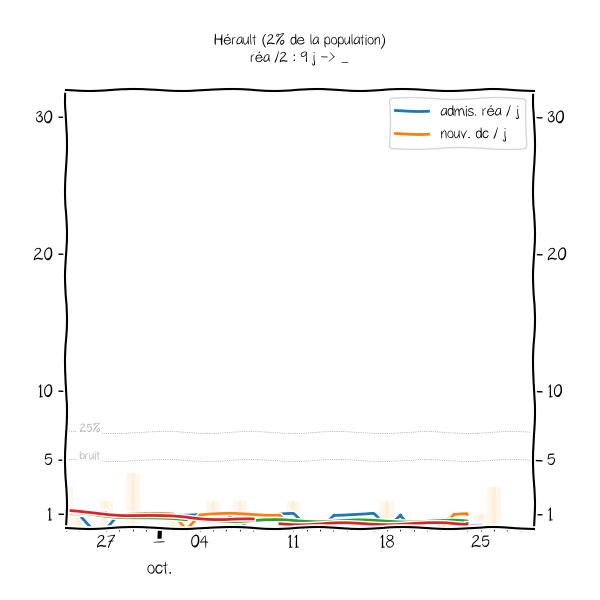 Hérault (2% de la population)
réa /2 : 9 j -> _
admis. réa / j
nouv. dc / j
30
30
20
20
10
10
25%
5
bruit
5
1
1
27
04
11
18
25
oct.